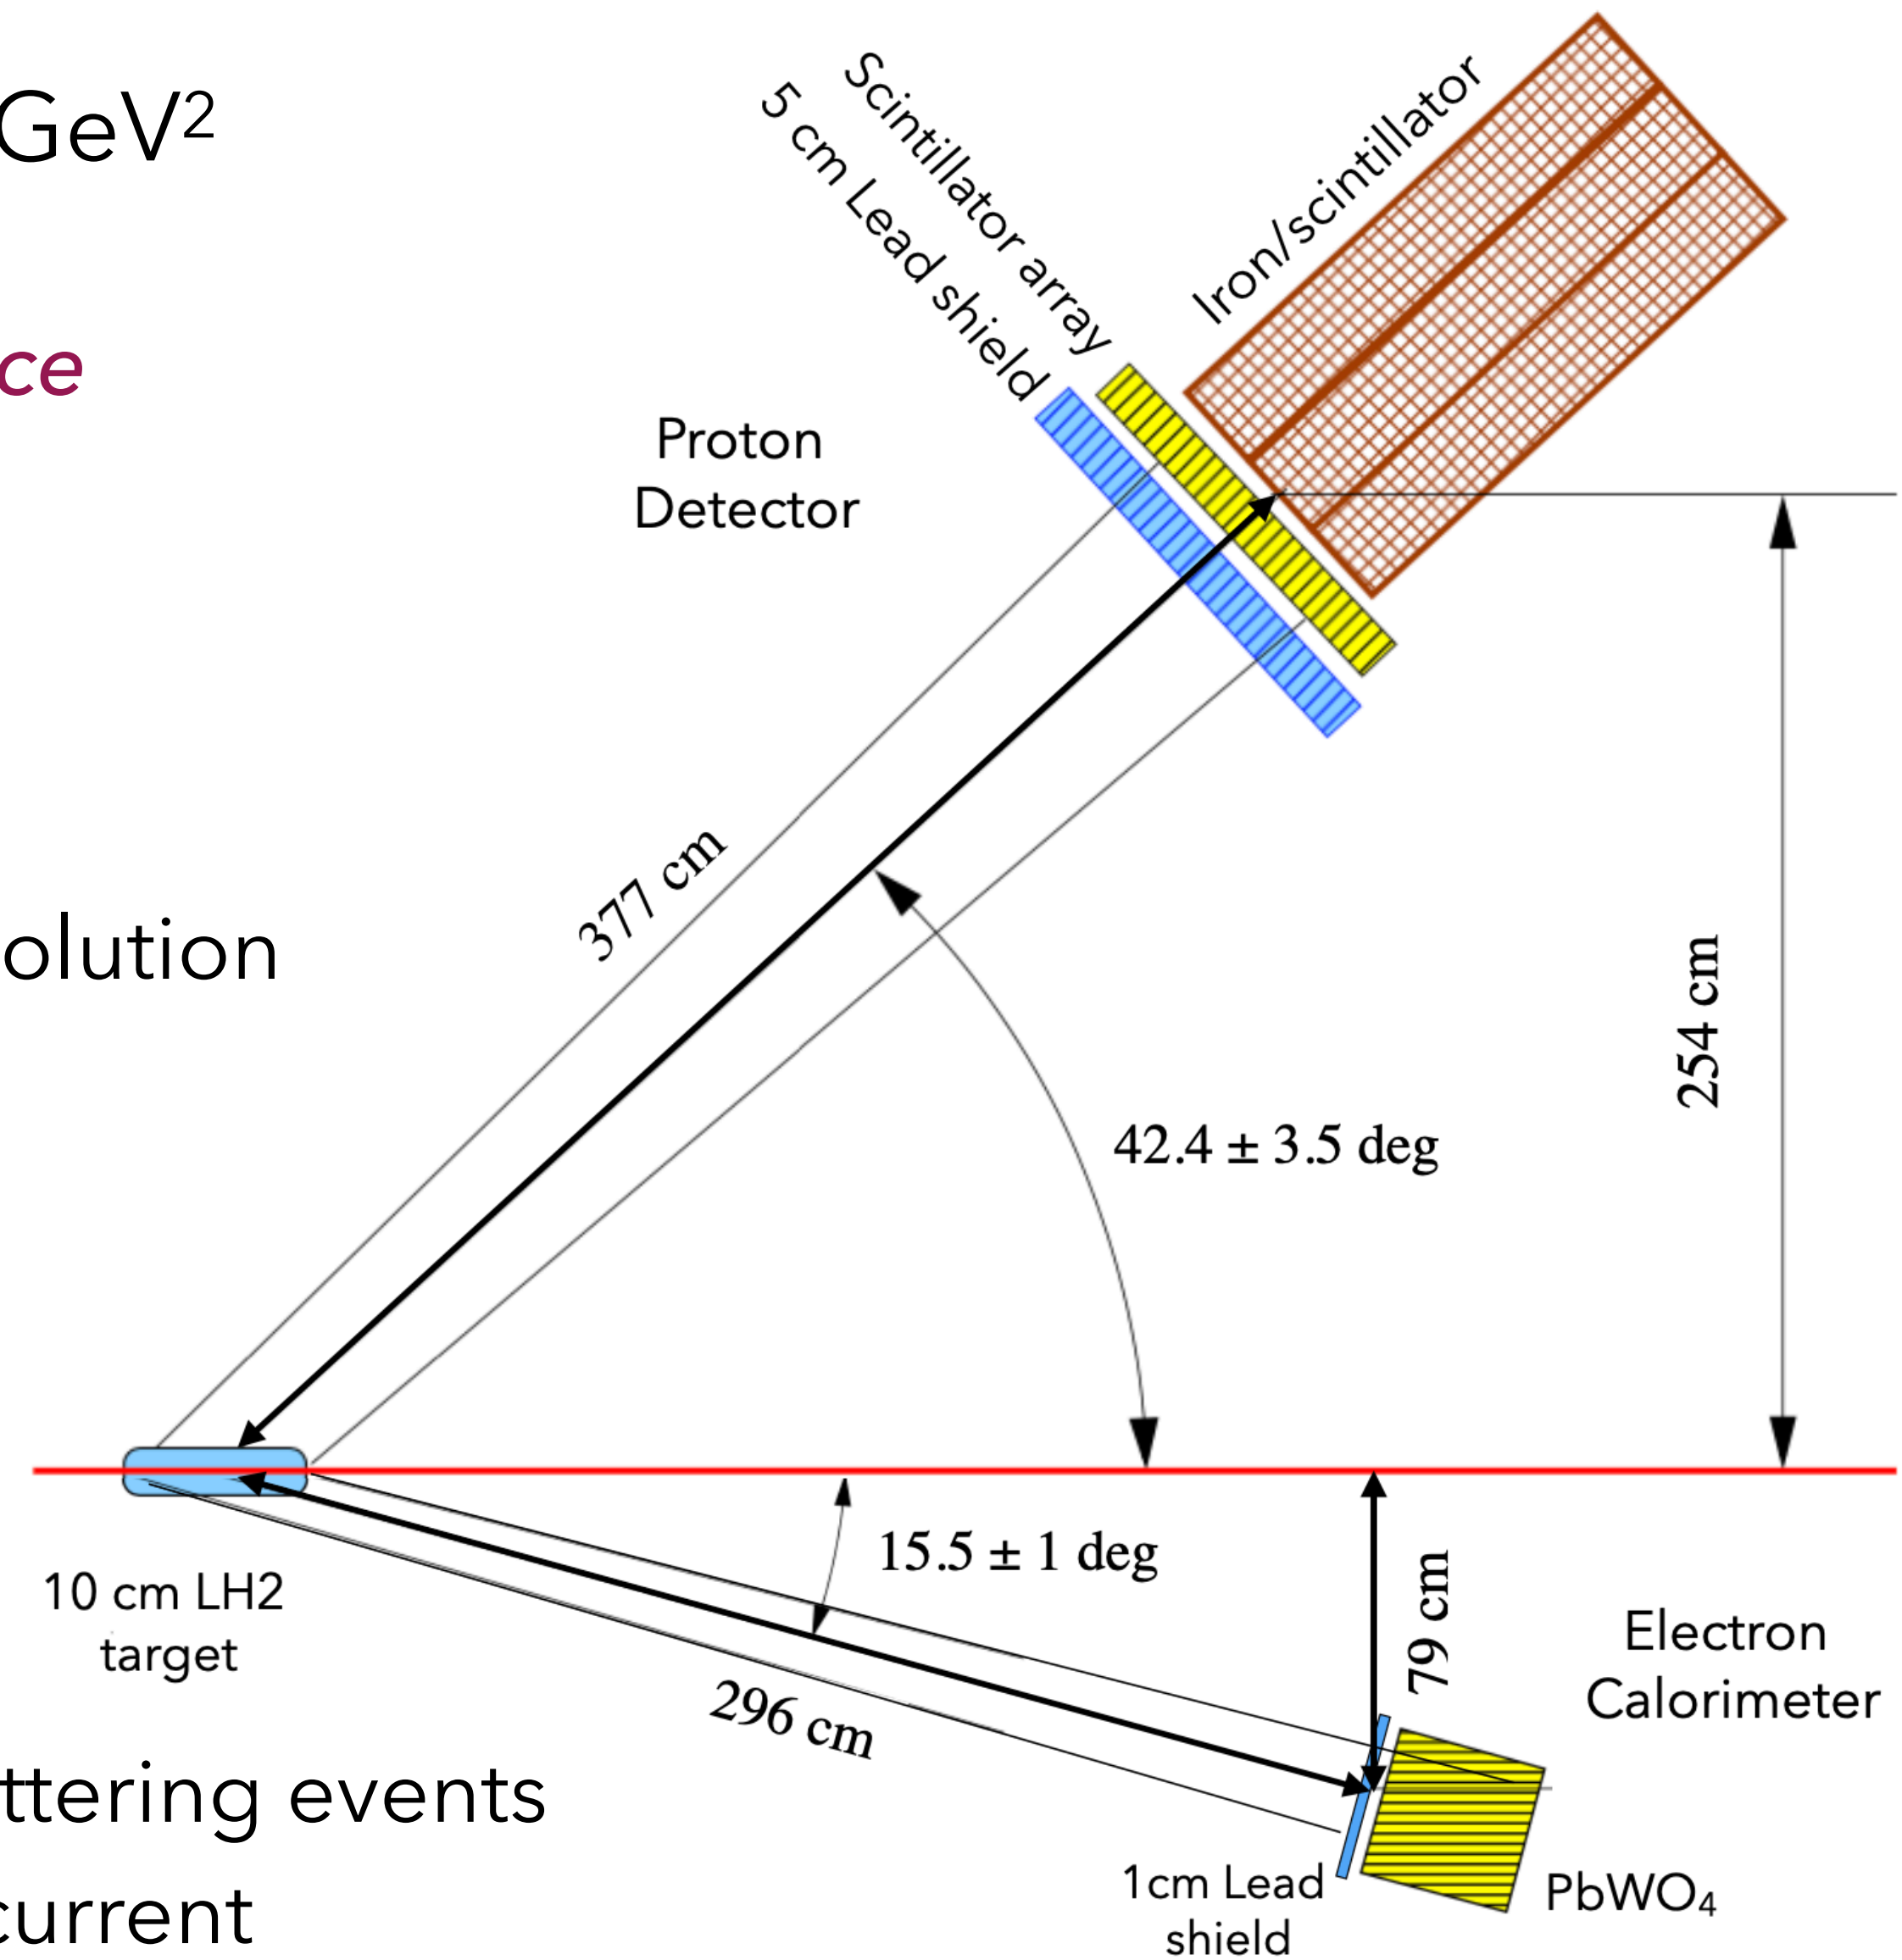 GeV²
ce
olution
ttering events
current
Scintillator array
5 cm Lead shield
Iron/scintillator
Proton
Detector
377 cm
254 cm
42.4 ± 3.5 deg
15.5 ± 1 deg
79 cm
10 cm LH2
target
296 cm
Electron
Calorimeter
1cm Lead
shield
PbWO₄